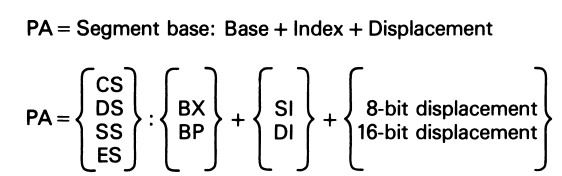 PA = Segment base: Base + Index + Displacement
CS
DS
SS
ES
PA = { } : { BX
BP } + { SI
DI } + { 8-bit displacement
16-bit displacement }